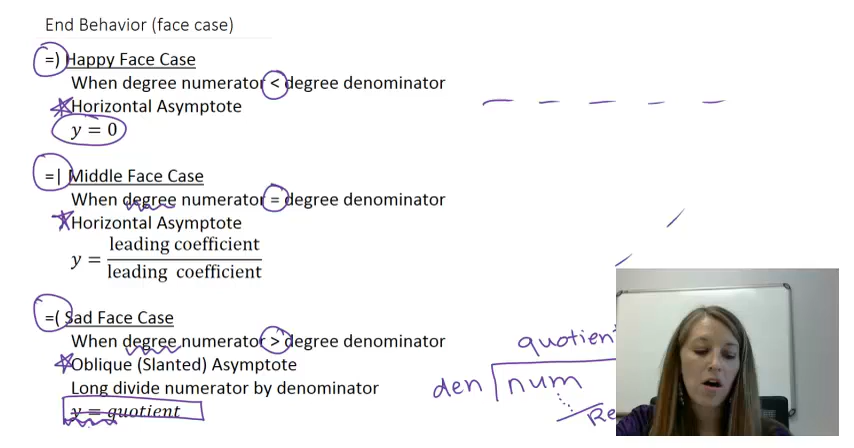 End Behavior (face case)
=) Happy Face Case
When degree numerator < degree denominator
Horizontal Asymptote
y = 0
=| Middle Face Case
When degree numerator = degree denominator
Horizontal Asymptote
y = leading coefficient / leading coefficient
=( Sad Face Case
When degree numerator > degree denominator
Oblique (Slanted) Asymptote
Long divide numerator by denominator
y = quotient
quotient
den num
Re